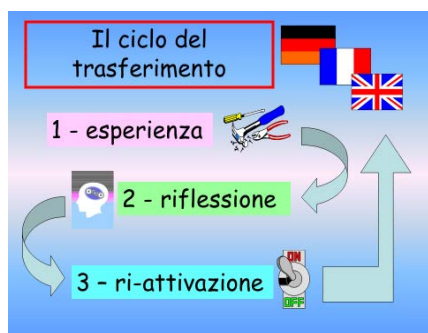 Il ciclo del
trasferimento
1 - esperienza
2 - riflessione
3 – ri-attivazione
ON
OFF